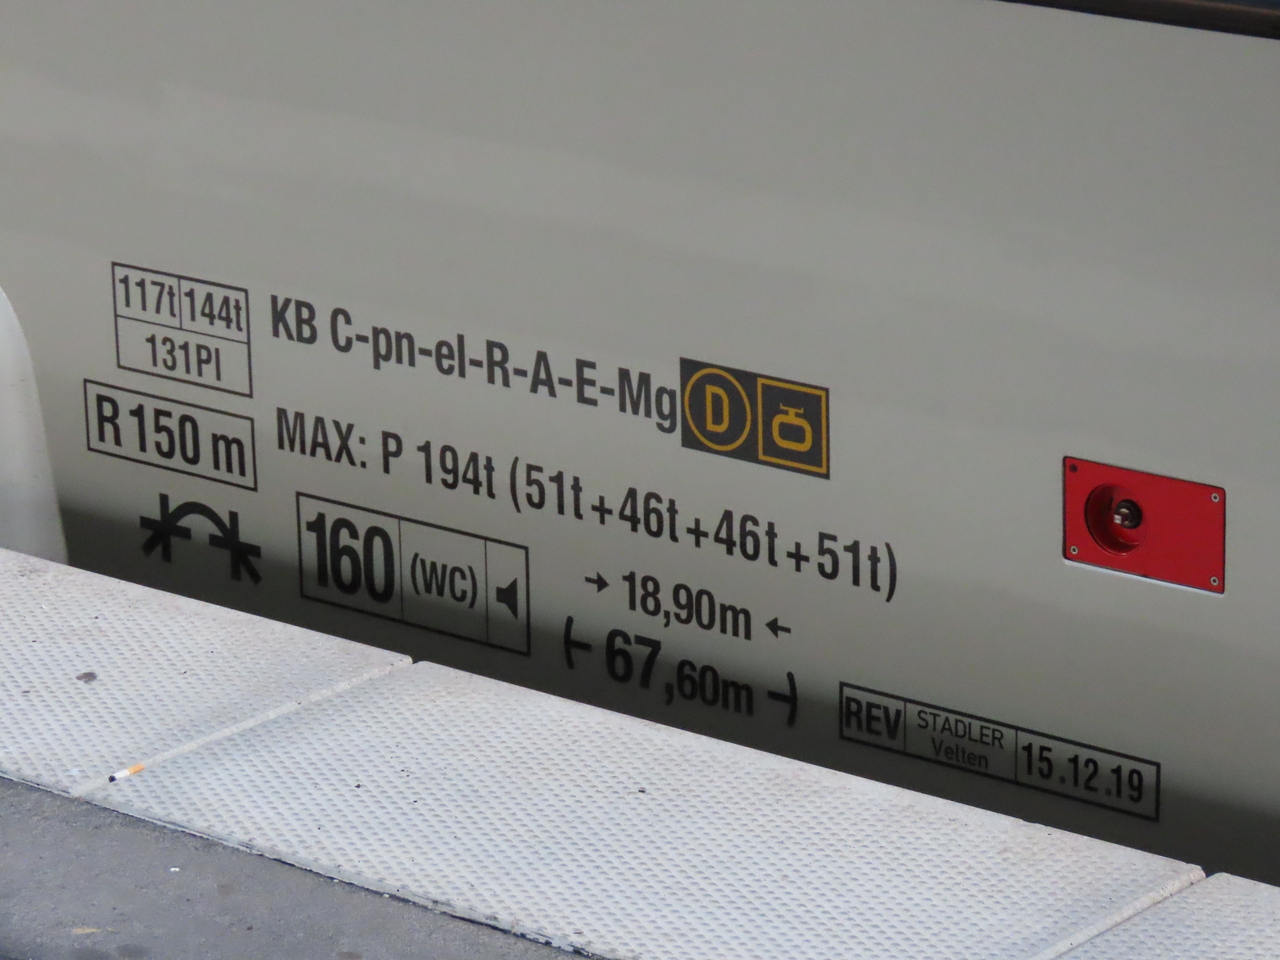 117t 144t
131Pl
KB C-pn-el-R-A-E-Mg D
R 150 m
MAX: P 194t (51t+46t+46t+51t)
160 (WC)
→ 18,90m ←
67,60m
REV STADLER Velten 15.12.19